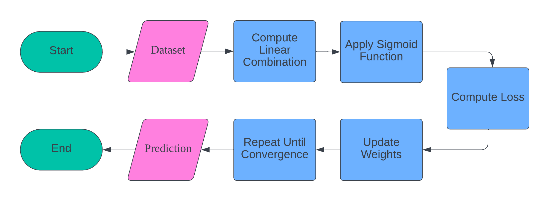 Start
Dataset
Compute
Linear
Combination
Apply Sigmoid
Function
Compute Loss
Update
Weights
Repeat Until
Convergence
Prediction
End